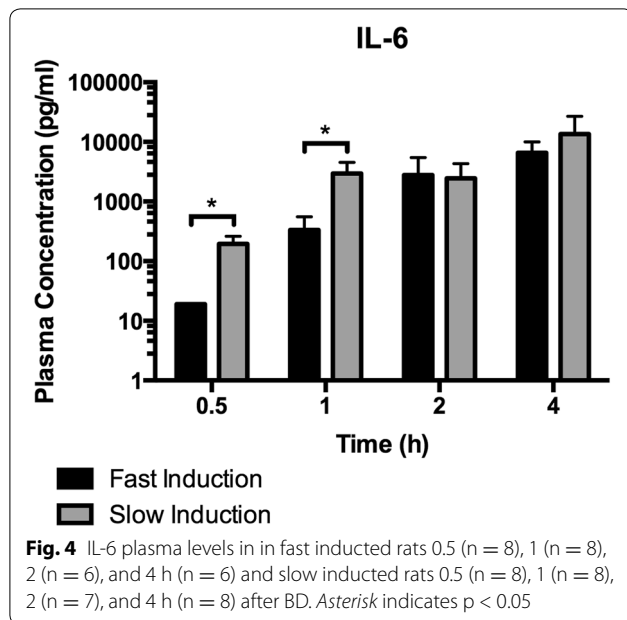 IL-6
Plasma Concentration (pg/ml)
100000
10000
1000
100
10
1
*
*
0.5
1
2
4
Time (h)
Fast Induction
Slow Induction
Fig. 4 IL-6 plasma levels in in fast inducted rats 0.5 (n = 8), 1 (n = 8),
2 (n = 6), and 4 h (n = 6) and slow inducted rats 0.5 (n = 8), 1 (n = 8),
2 (n = 7), and 4 h (n = 8) after BD. Asterisk indicates p < 0.05